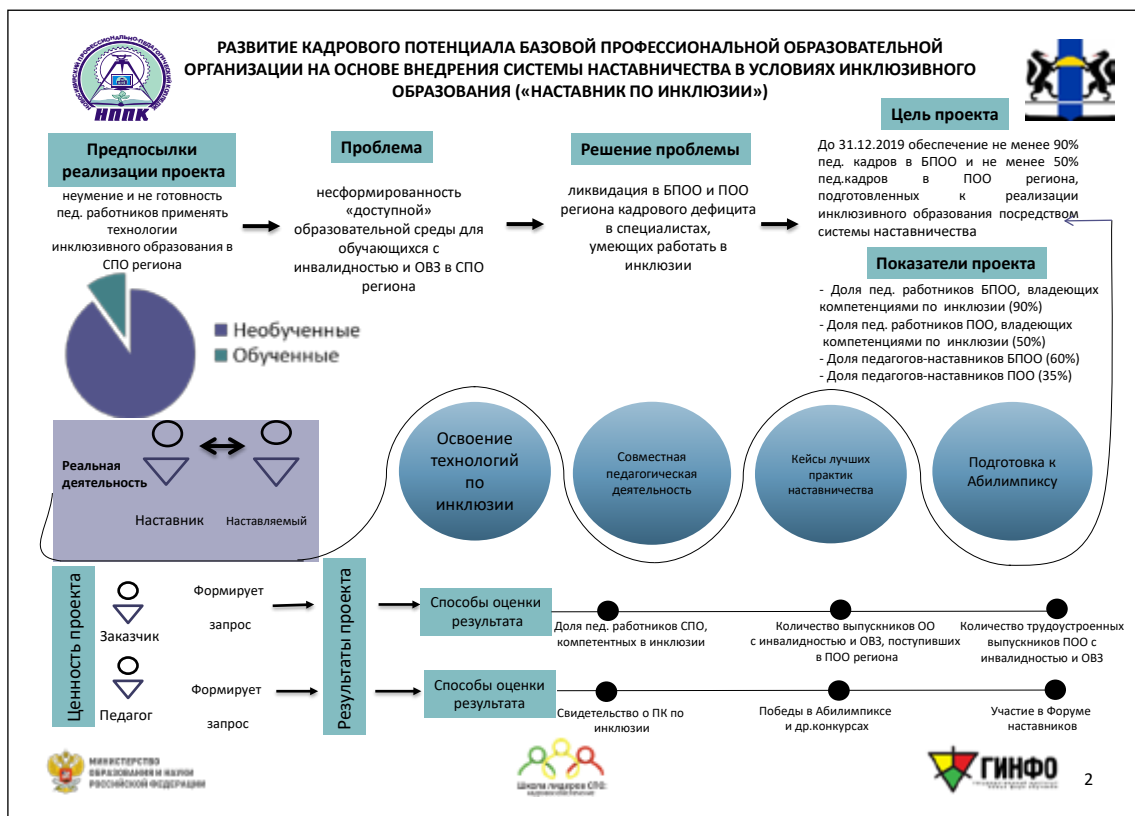 РАЗВИТИЕ КАДРОВОГО ПОТЕНЦИАЛА БАЗОВОЙ ПРОФЕССИОНАЛЬНОЙ ОБРАЗОВАТЕЛЬНОЙ
ОРГАНИЗАЦИИ НА ОСНОВЕ ВНЕДРЕНИЯ СИСТЕМЫ НАСТАВНИЧЕСТВА В УСЛОВИЯХ ИНКЛЮЗИВНОГО
ОБРАЗОВАНИЯ («НАСТАВНИК ПО ИНКЛЮЗИИ»)
НППК
Предпосылки
реализации проекта
неумение и не готовность
пед. работников применять
технологии
инклюзивного образования в
СПО региона
Проблема
несформированность
«доступной»
образовательной среды для
обучающихся с
инвалидностью и ОВЗ в СПО
региона
Решение проблемы
ликвидация в БПОО и ПОО
региона кадрового дефицита
в специалистах,
умеющих работать в
инклюзии
Цель проекта
До 31.12.2019 обеспечение не менее 90%
пед. кадров в БПОО и не менее 50%
пед.кадров в ПОО региона,
подготовленных к реализации
инклюзивного образования посредством
системы наставничества
Показатели проекта
- Доля пед. работников БПОО, владеющих
компетенциями по инклюзии (90%)
- Доля пед. работников ПОО, владеющих
компетенциями по инклюзии (50%)
- Доля педагогов-наставников БПОО (60%)
- Доля педагогов-наставников ПОО (35%)
Необученные
Обученные
Реальная
деятельность
Наставник
Наставляемый
Освоение
технологий
по
инклюзии
Совместная
педагогическая
деятельность
Кейсы лучших
практик
наставничества
Подготовка к
Абилимпиксу
Ценность проекта
Заказчик
Формирует
запрос
Педагог
Формирует
запрос
Результаты проекта
Способы оценки
результата
Доля пед. работников СПО,
компетентных в инклюзии
Количество выпускников ОО
с инвалидностью и ОВЗ, поступивших
в ПОО региона
Количество трудоустроенных
выпускников ПОО с
инвалидностью и ОВЗ
Способы оценки
результата
Свидетельство о ПК по
инклюзии
Победы в Абилимпиксе
и др.конкурсах
Участие в Форуме
наставников
МИНИСТЕРСТВО
ОБРАЗОВАНИЯ И НАУКИ
РОССИЙСКОЙ ФЕДЕРАЦИИ
Школа лидеров СПО:
кадровое обеспечение
ГИНФО
2